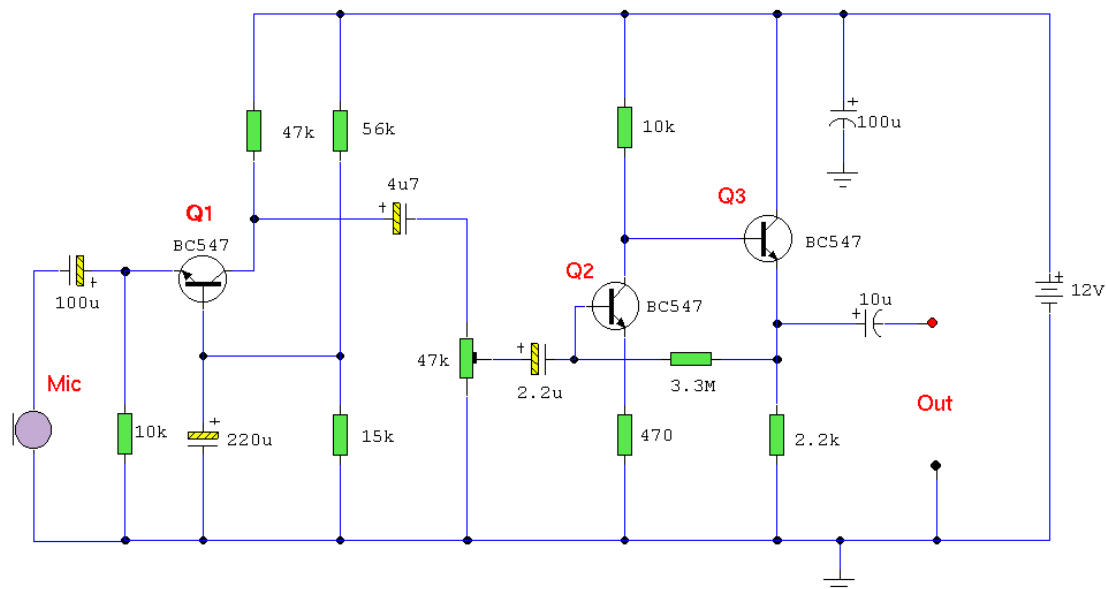 47k
56k
10k
+
100u
4u7
+
Q1
BC547
Q3
BC547
Q2
BC547
+
100u
+
10u
+
12V
47k
+
2.2u
3.3M
Mic
10k
+
220u
15k
470
2.2k
Out